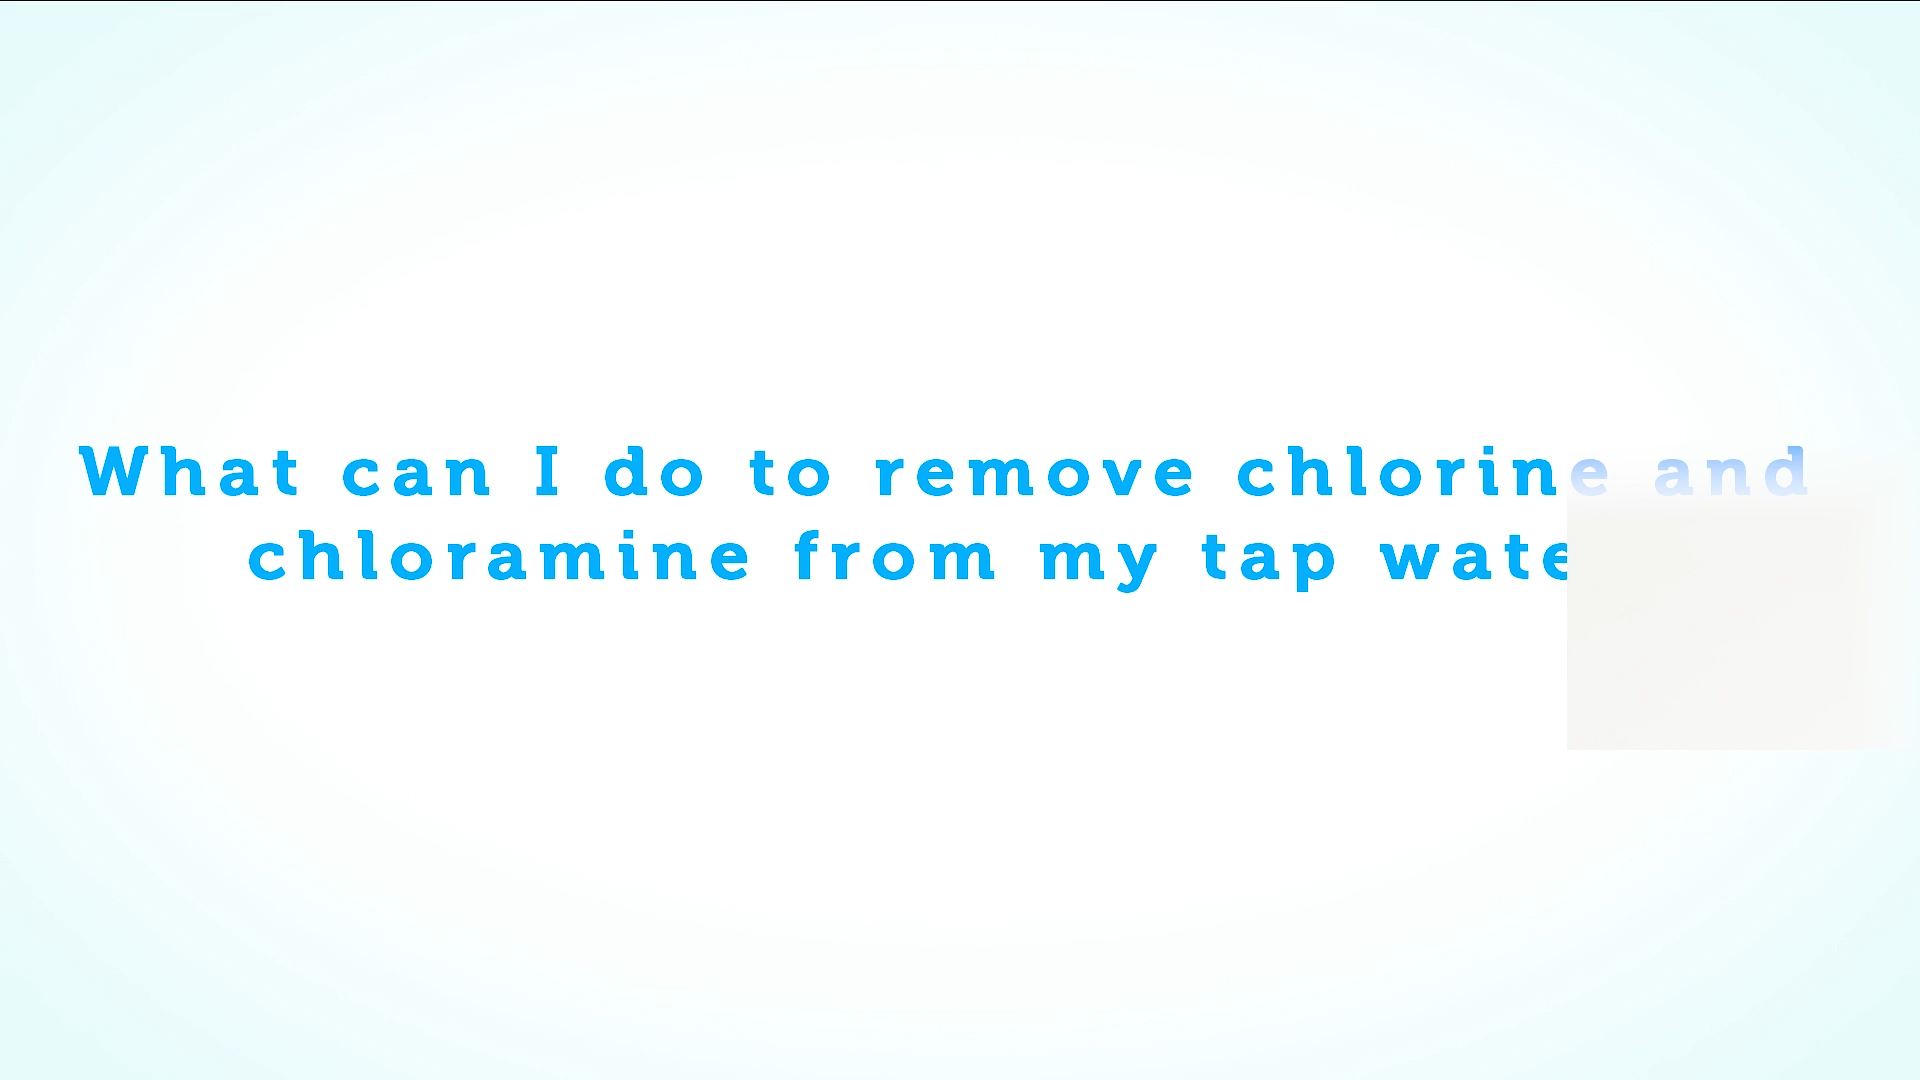 What can I do to remove chlorine and
chloramine from my tap wate